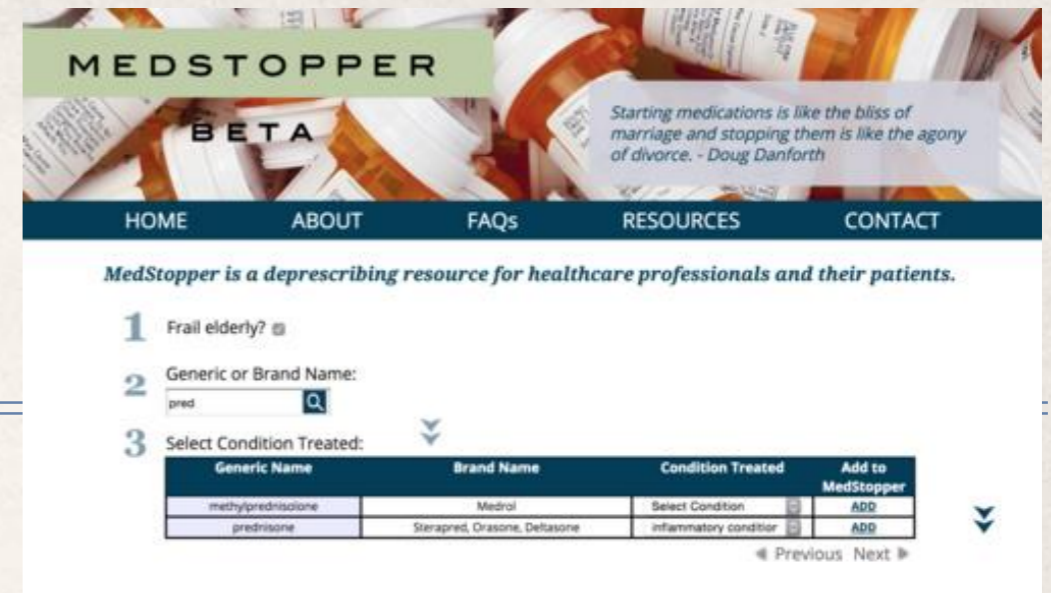 MEDSTOPPER
BETA
Starting medications is like the bliss of
marriage and stopping them is like the agony
of divorce. - Doug Danforth
HOME ABOUT FAQs RESOURCES CONTACT
MedStopper is a deprescribing resource for healthcare professionals and their patients.
1 Frail elderly?
2 Generic or Brand Name:
pred
3 Select Condition Treated:
Generic Name Brand Name Condition Treated Add to
MedStopper
methylprednisolone Medrol Select Condition ADD
prednisone Sterapred, Orasone, Deltasone inflammatory condition ADD
Previous Next